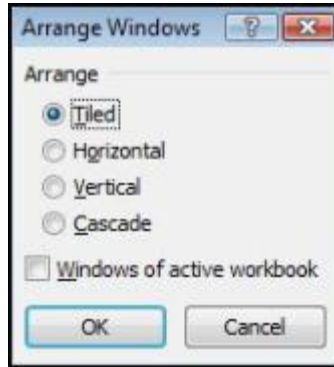 Arrange Windows ?
Arrange
Tiled
Horizontal
Vertical
Cascade
Windows of active workbook
OK Cancel